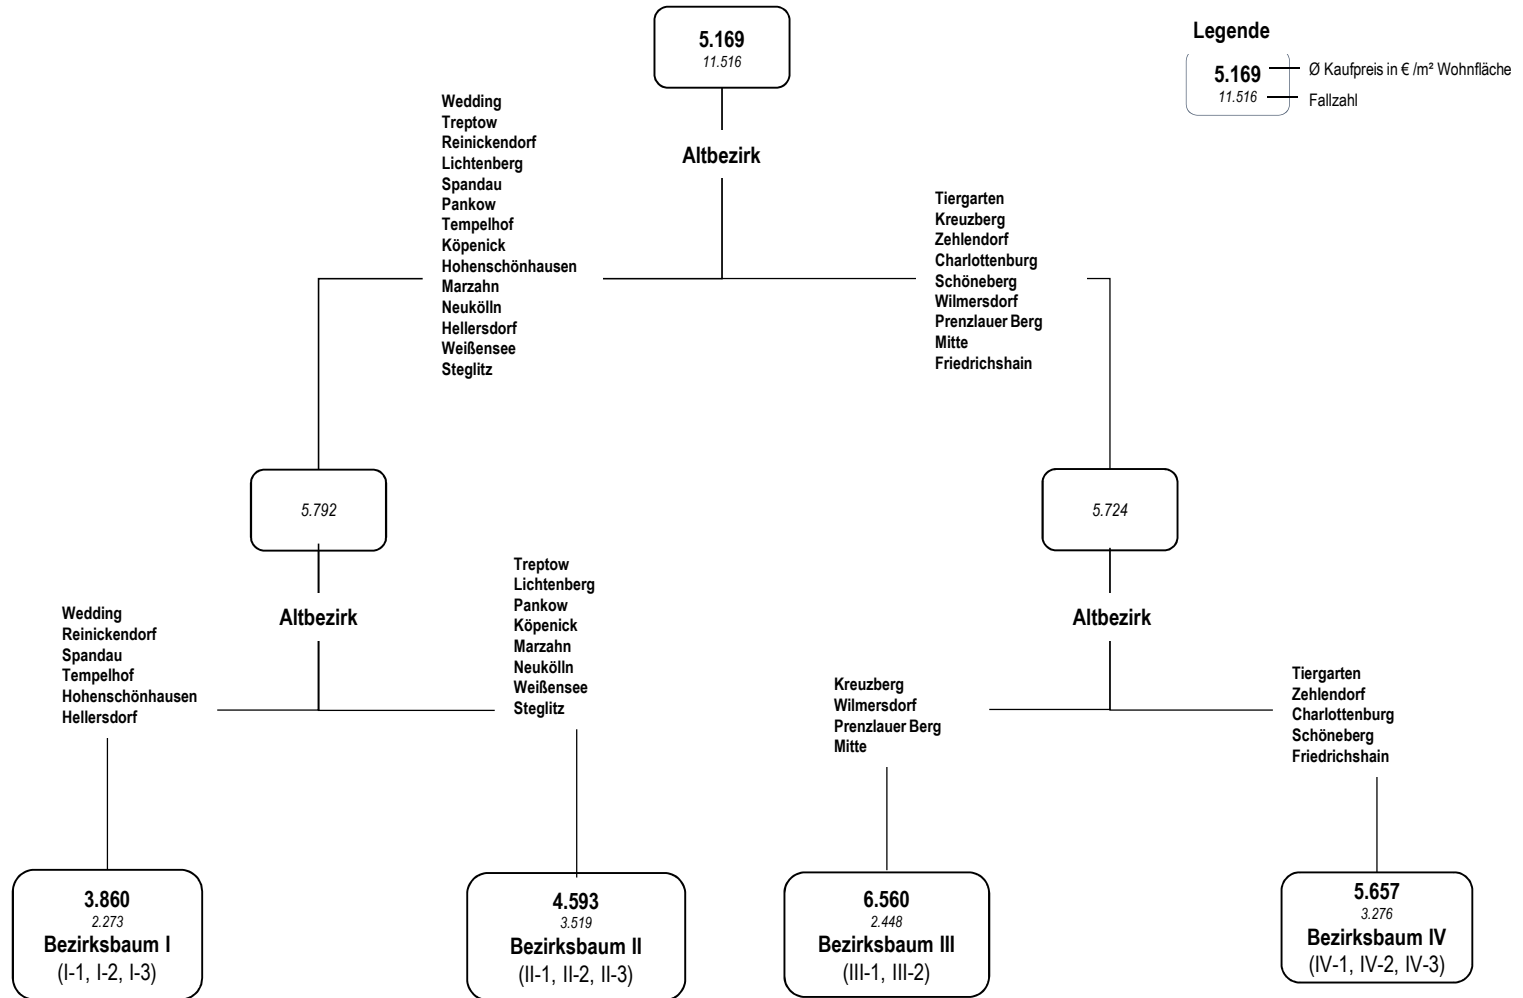 5.169
11.516
Legende
5.169
11.516
Ø Kaufpreis in € /m² Wohnfläche
Fallzahl
Altbezirk
Wedding
Treptow
Reinickendorf
Lichtenberg
Spandau
Pankow
Tempelhof
Köpenick
Hohenschönhausen
Marzahn
Neukölln
Hellersdorf
Weißensee
Steglitz
Tiergarten
Kreuzberg
Zehlendorf
Charlottenburg
Schöneberg
Wilmersdorf
Prenzlauer Berg
Mitte
Friedrichshain
5.792
5.724
Altbezirk
Altbezirk
Wedding
Reinickendorf
Spandau
Tempelhof
Hohenschönhausen
Hellersdorf
Treptow
Lichtenberg
Pankow
Köpenick
Marzahn
Neukölln
Weißensee
Steglitz
Kreuzberg
Wilmersdorf
Prenzlauer Berg
Mitte
Tiergarten
Zehlendorf
Charlottenburg
Schöneberg
Friedrichshain
3.860
2.273
Bezirksbaum I
(I-1, I-2, I-3)
4.593
3.519
Bezirksbaum II
(II-1, II-2, II-3)
6.560
2.448
Bezirksbaum III
(III-1, III-2)
5.657
3.276
Bezirksbaum IV
(IV-1, IV-2, IV-3)